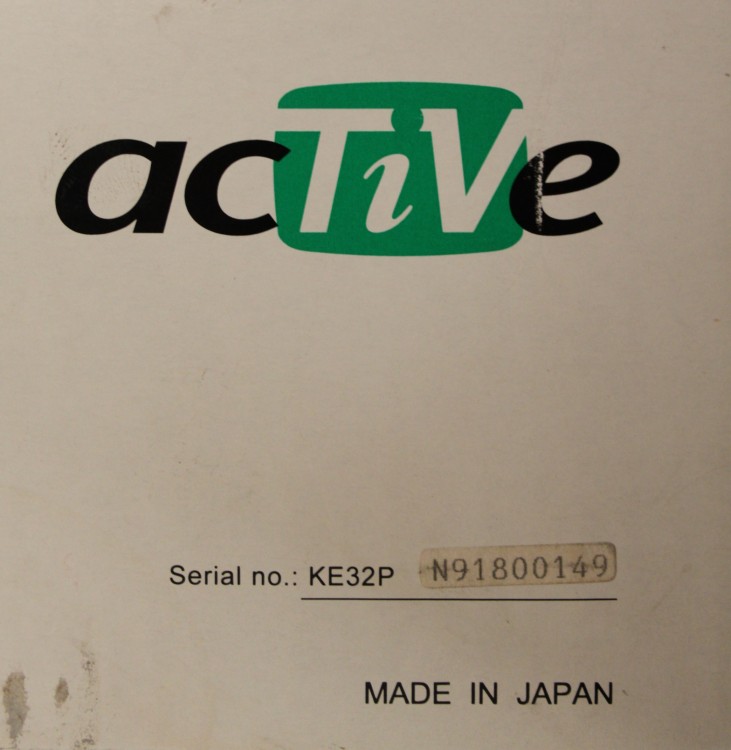 acTiVe
Serial no.: KE32P N91800149
MADE IN JAPAN